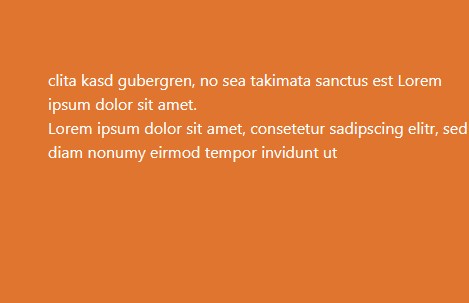 clita kasd gubergren, no sea takimata sanctus est Lorem
ipsum dolor sit amet.
Lorem ipsum dolor sit amet, consetetur sadipscing elitr, sed
diam nonumy eirmod tempor invidunt ut